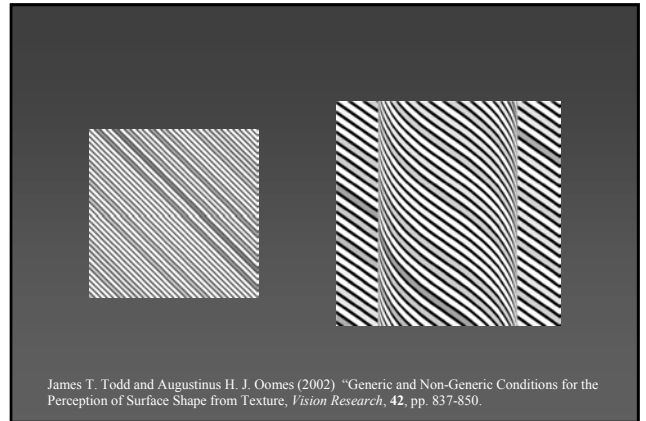 James T. Todd and Augustinus H. J. Oomes (2002)  “Generic and Non-Generic Conditions for the
Perception of Surface Shape from Texture, Vision Research, 42, pp. 837-850.